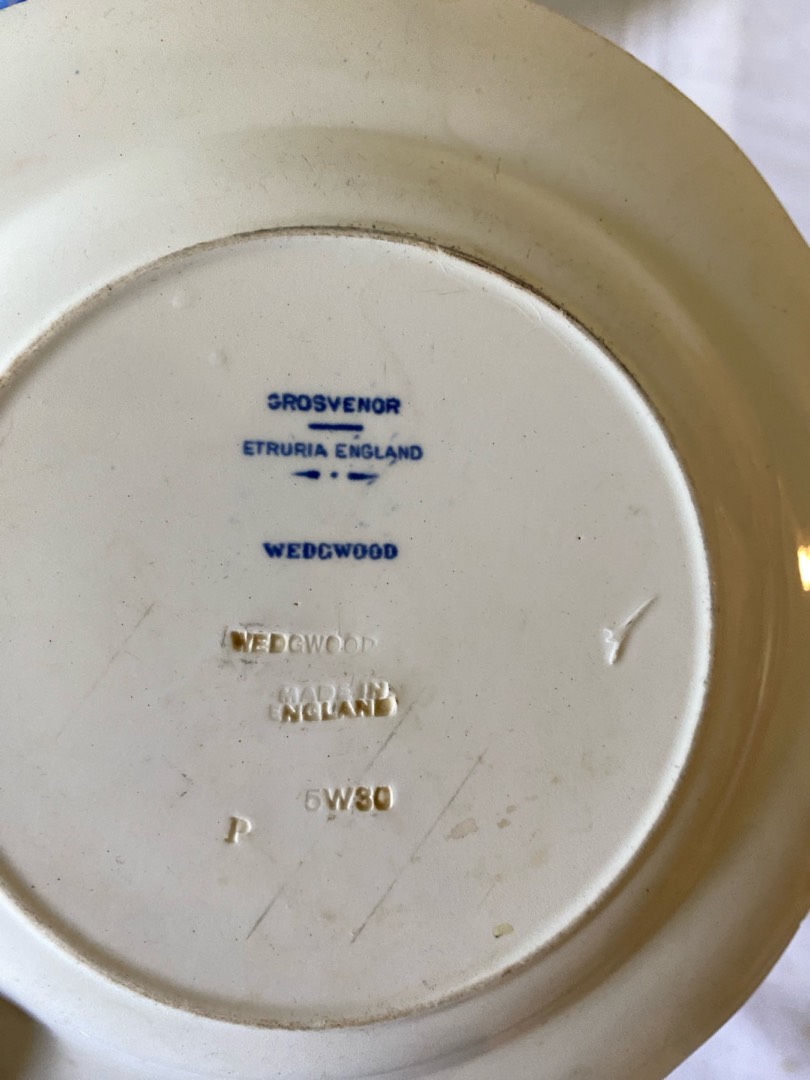 GROSVENOR
ETRURIA ENGLAND
WEDGWOOD
WEDGWOOD
MADE IN
ENGLAND
5W30
P